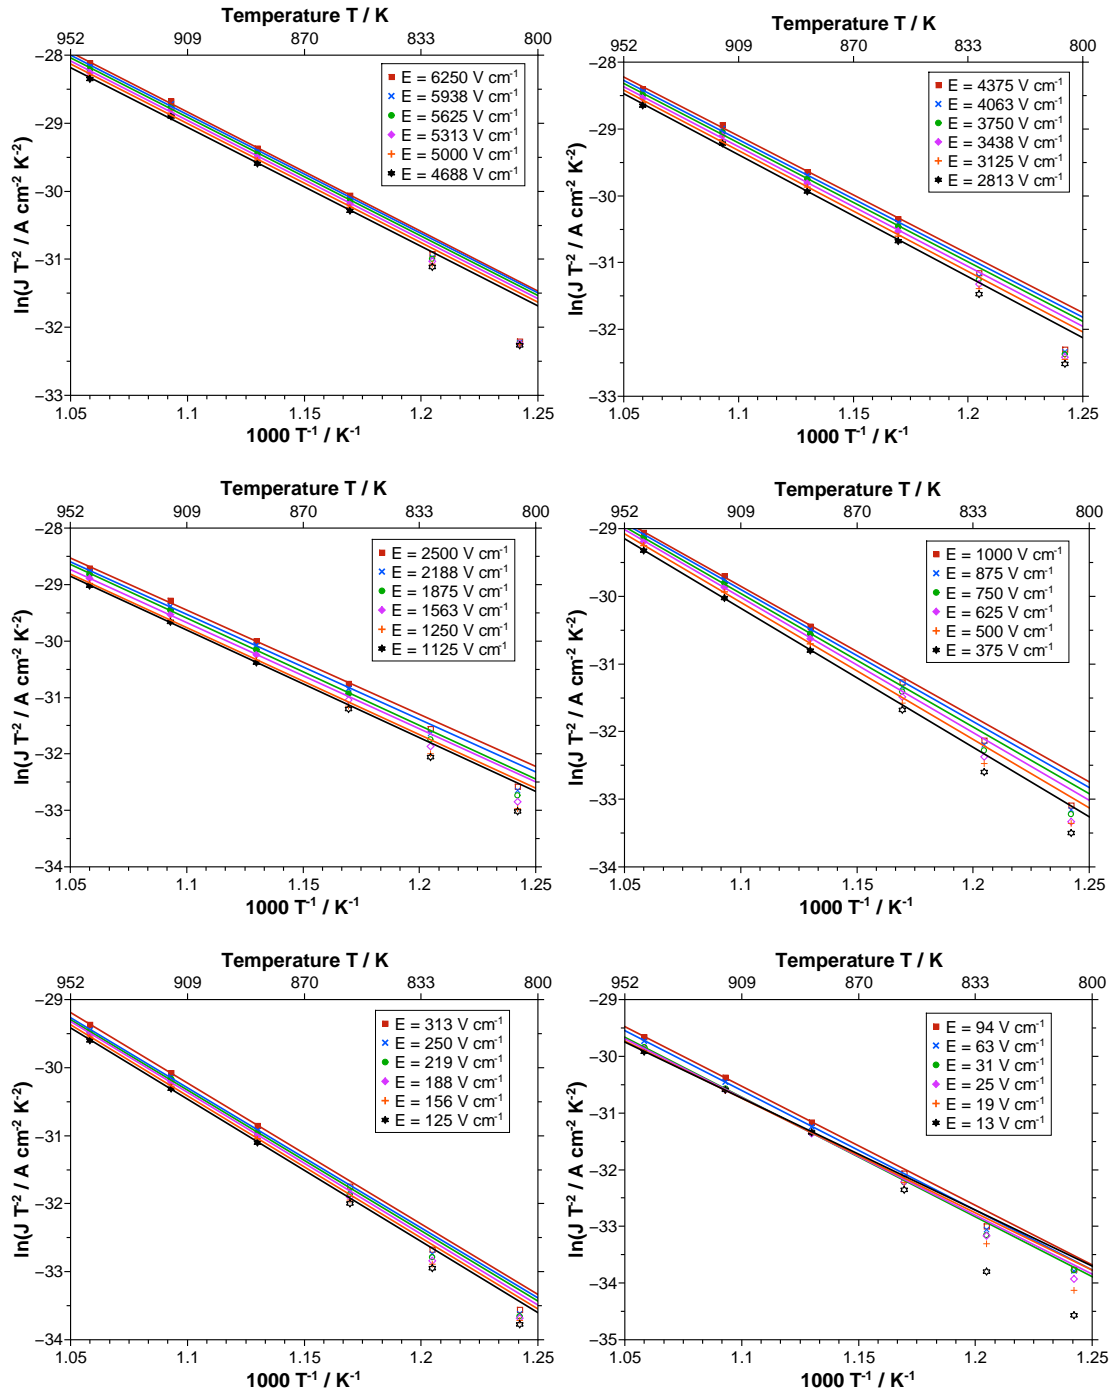 Temperature T / K
952 909 870 833 800
−28
−29
−30
−31
−32
−33
ln(J T-2 / A cm-2 K-2)
E = 6250 V cm-1
E = 5938 V cm-1
E = 5625 V cm-1
E = 5313 V cm-1
E = 5000 V cm-1
E = 4688 V cm-1
1.05 1.1 1.15 1.2 1.25
1000 T-1 / K-1
Temperature T / K
952 909 870 833 800
−28
−29
−30
−31
−32
−33
ln(J T-2 / A cm-2 K-2)
E = 4375 V cm-1
E = 4063 V cm-1
E = 3750 V cm-1
E = 3438 V cm-1
E = 3125 V cm-1
E = 2813 V cm-1
1.05 1.1 1.15 1.2 1.25
1000 T-1 / K-1
Temperature T / K
952 909 870 833 800
−28
−29
−30
−31
−32
−33
−34
ln(J T-2 / A cm-2 K-2)
E = 2500 V cm-1
E = 2188 V cm-1
E = 1875 V cm-1
E = 1563 V cm-1
E = 1250 V cm-1
E = 1125 V cm-1
1.05 1.1 1.15 1.2 1.25
1000 T-1 / K-1
Temperature T / K
952 909 870 833 800
−29
−30
−31
−32
−33
−34
ln(J T-2 / A cm-2 K-2)
E = 1000 V cm-1
E = 875 V cm-1
E = 750 V cm-1
E = 625 V cm-1
E = 500 V cm-1
E = 375 V cm-1
1.05 1.1 1.15 1.2 1.25
1000 T-1 / K-1
Temperature T / K
952 909 870 833 800
−29
−30
−31
−32
−33
−34
ln(J T-2 / A cm-2 K-2)
E = 313 V cm-1
E = 250 V cm-1
E = 219 V cm-1
E = 188 V cm-1
E = 156 V cm-1
E = 125 V cm-1
1.05 1.1 1.15 1.2 1.25
1000 T-1 / K-1
Temperature T / K
952 909 870 833 800
−29
−30
−31
−32
−33
−34
−35
ln(J T-2 / A cm-2 K-2)
E = 94 V cm-1
E = 63 V cm-1
E = 31 V cm-1
E = 25 V cm-1
E = 19 V cm-1
E = 13 V cm-1
1.05 1.1 1.15 1.2 1.25
1000 T-1 / K-1